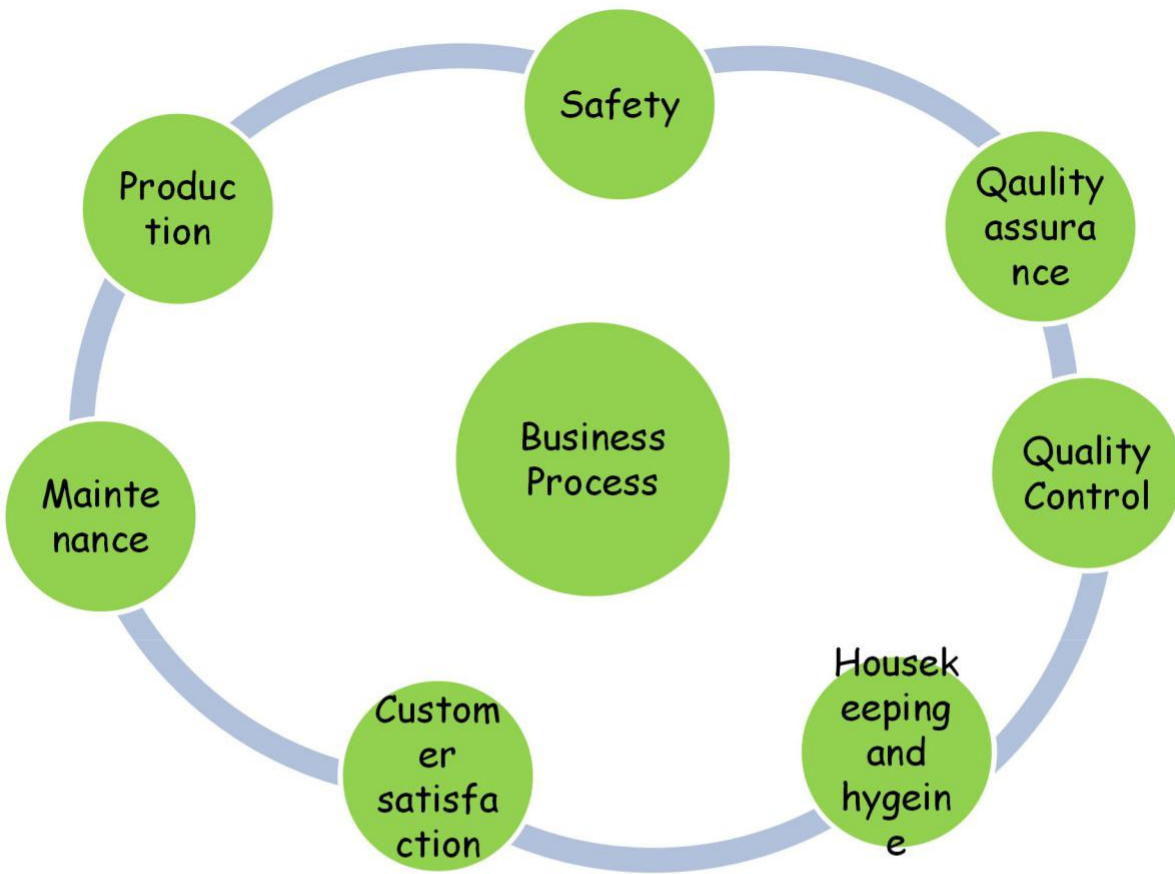 Safety
Qaulity
assura
nce
Quality
Control
Housek
eeping
and
hygein
e
Custom
er
satisfa
ction
Mainte
nance
Produc
tion
Business
Process